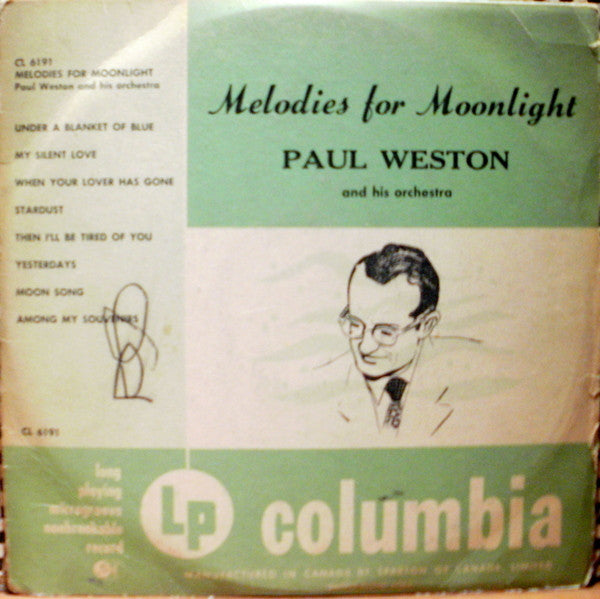 CL 6191
MELODIES FOR MOONLIGHT
Paul Weston and his orchestra
UNDER A BLANKET OF BLUE
MY SILENT LOVE
WHEN YOUR LOVER HAS GONE
STARDUST
THEN I'LL BE TIRED OF YOU
YESTERDAYS
MOON SONG
AMONG MY SOUVENIRS
CL 6191
Melodies for Moonlight
PAUL WESTON
and his orchestra
long
playing
microgroove
nonbreakable
record
Lp
columbia
MANUFACTURED IN CANADA BY SPARTON OF CANADA LIMITED